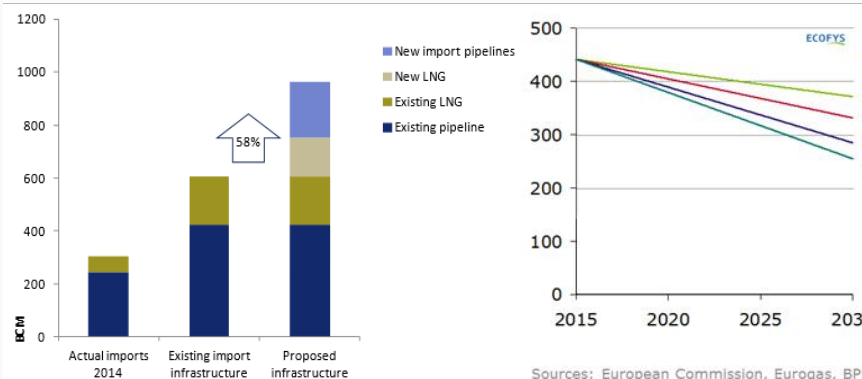 1200
1000
800
600
400
200
0
BCM
58%
Actual imports
2014
Existing import
infrastructure
Proposed
infrastructure
New import pipelines
New LNG
Existing LNG
Existing pipeline
ECOFYS
500
400
300
200
100
0
2015
2020
2025
203
Sources: European Commission, Eurogas, BP